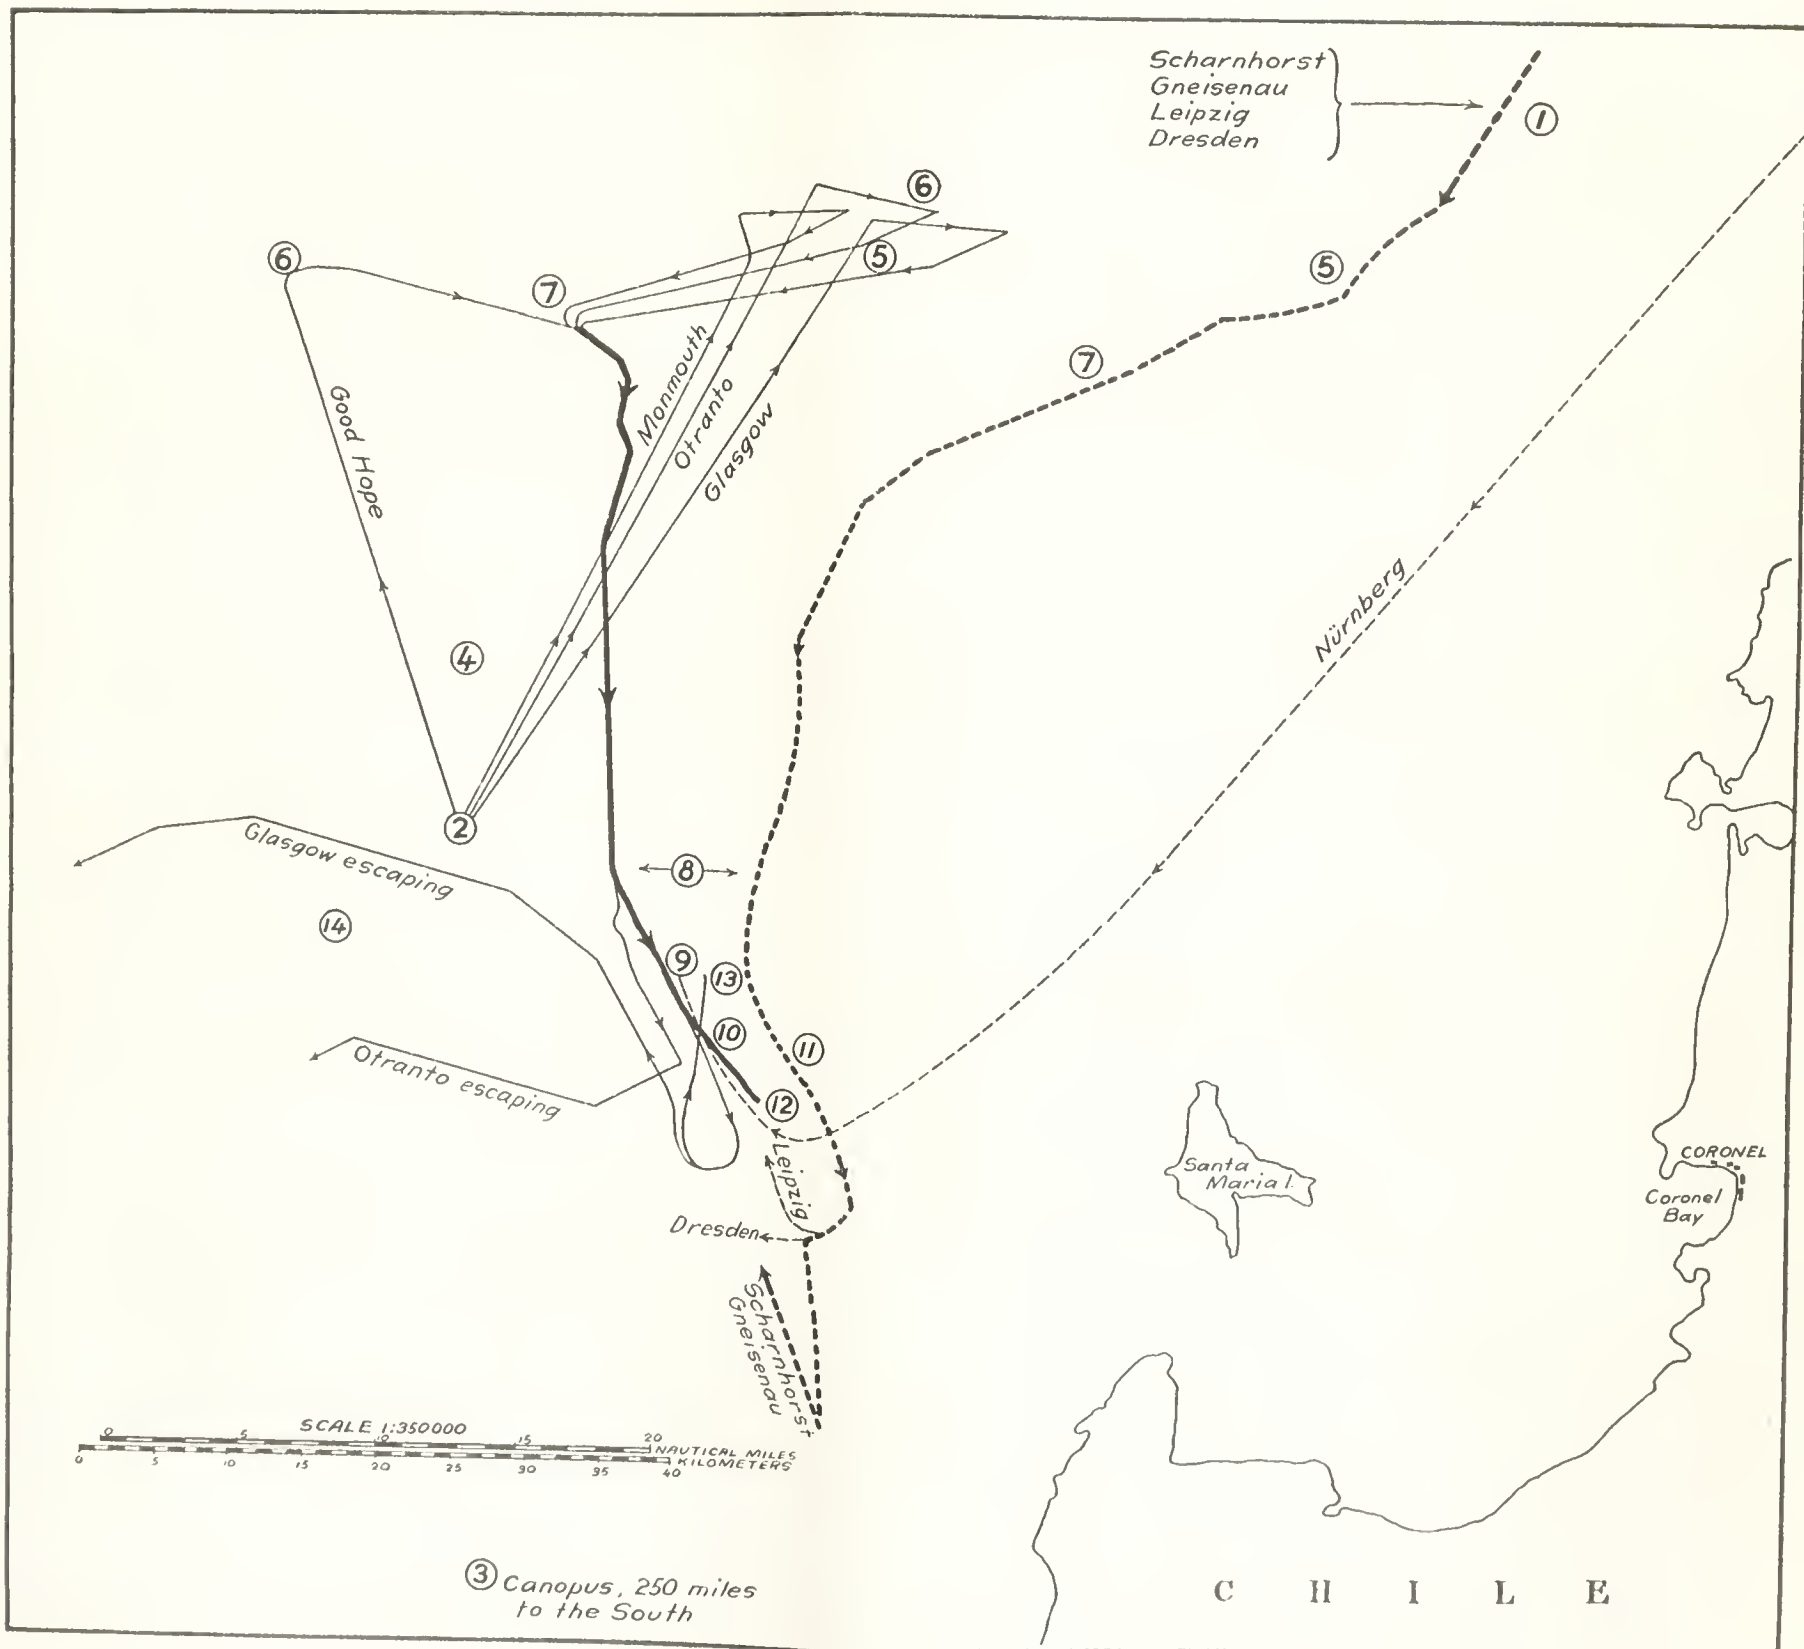 Scharnhorst
Gneisenau
Leipzig
Dresden
①
⑥
⑥
⑤
⑤
⑦
⑦
Good Hope
Monmouth
Otranto
Glasgow
Nürnberg
④
②
Glasgow escaping
⑧
⑭
⑨
⑬
⑩
⑪
Otranto escaping
⑫
Leipzig
Dresden
Santa
Maria I.
CORONEL
Coronel
Bay
Scharnhorst
Gneisenau
SCALE 1:350000
0 5 10 15 20
NAUTICAL MILES
KILOMETERS
0 5 10 15 20 25 30 35 40
③ Canopus, 250 miles
to the South
CHILE